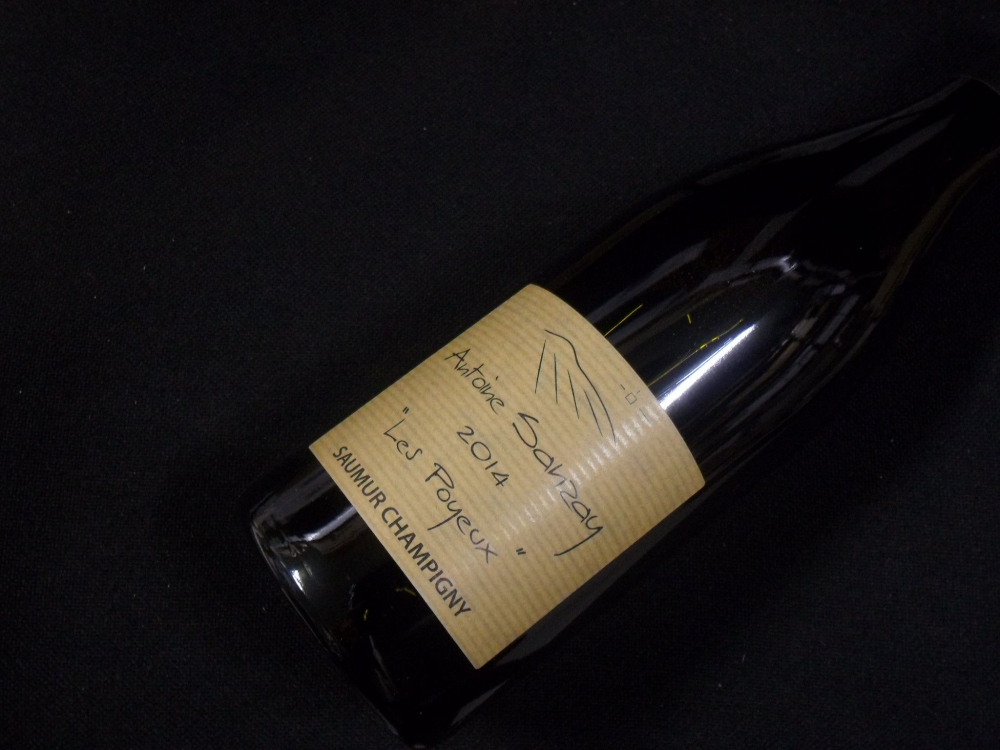 Antoine Sanzay
2014
"Les Poyeux"
SAUMUR CHAMPIGNY